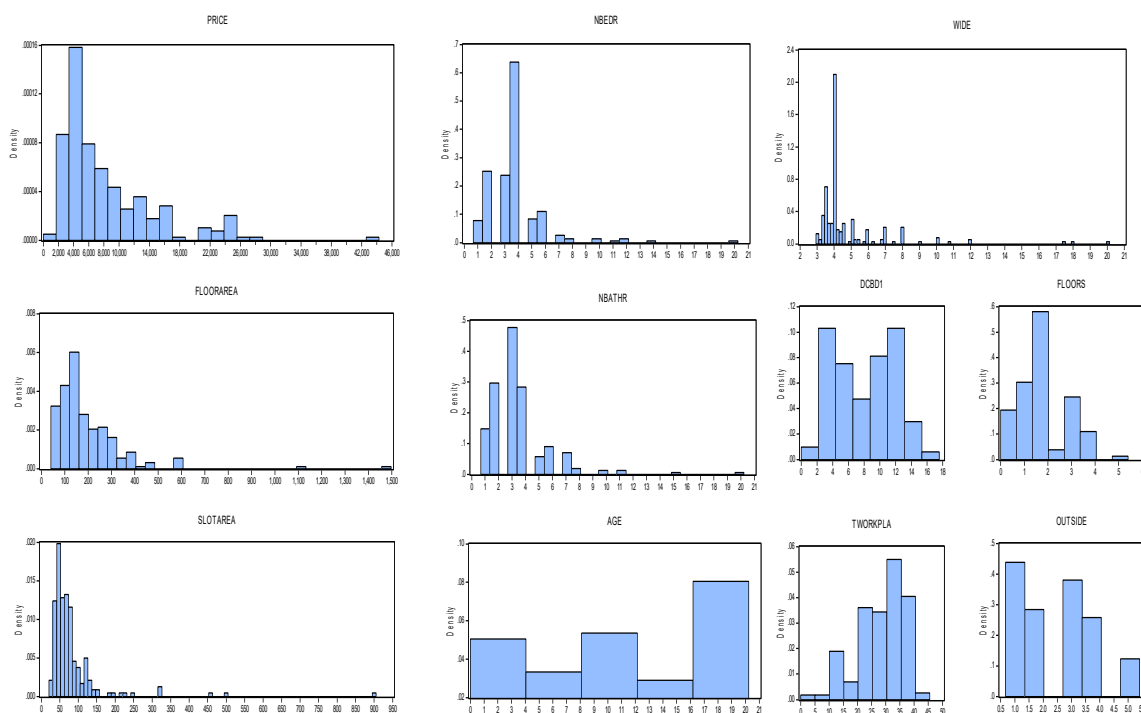 PRICE
.00016
.00012
.00008
.00004
.00000
Density
0 2,000 6,000 8,000 10,000 14,000 18,000 22,000 26,000 30,000 34,000 38,000 42,000 46,000
NBEDR
.7
.6
.5
.4
.3
.2
.1
.0
Density
0 1 2 3 4 5 6 7 8 9 10 11 12 13 14 15 16 17 18 19 20 21
WIDE
2.4
2.0
1.6
1.2
0.8
0.4
0.0
Density
2 3 4 5 6 7 8 9 10 11 12 13 14 15 16 17 18 19 20 21
FLOORAREA
.008
.006
.004
.002
.000
Density
0 100 200 300 400 500 600 700 800 900 1,000 1,100 1,200 1,300 1,400 1,500
NBATHR
.5
.4
.3
.2
.1
.0
Density
0 1 2 3 4 5 6 7 8 9 10 11 12 13 14 15 16 17 18 19 20 21
DCBD1
.12
.10
.08
.06
.04
.02
.00
Density
0 2 4 6 8 10 12 14 16 18
FLOORS
.6
.5
.4
.3
.2
.1
.0
Density
0 1 2 3 4 5
SLOTAREA
.020
.015
.010
.005
.000
Density
0 50 100 150 200 250 300 350 400 450 500 550 600 650 700 750 800 850 900 950
AGE
.10
.08
.06
.04
.02
Density
0 1 2 3 4 5 6 7 8 9 10 11 12 13 14 15 16 17 18 19 20 21
TWORKPLA
.06
.05
.04
.03
.02
.01
.00
Density
0 5 10 15 20 25 30 35 40 45 50
OUTSIDE
.5
.4
.3
.2
.1
.0
Density
0.5 1.0 1.5 2.0 2.5 3.0 3.5 4.0 4.5 5.0